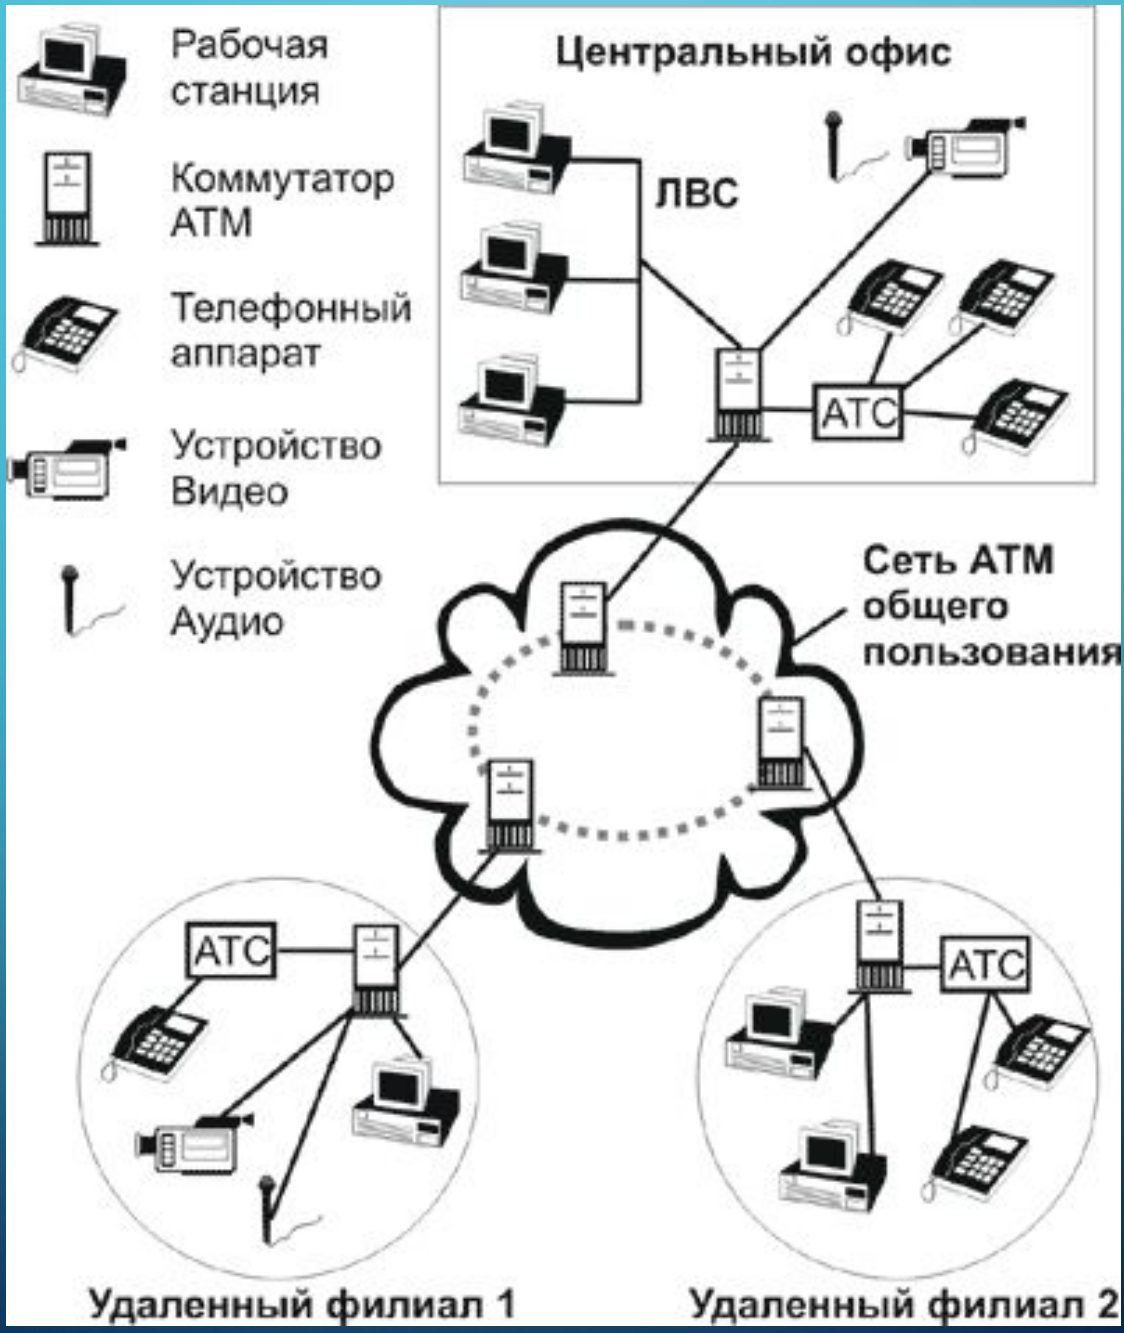 Рабочая
станция
Коммутатор
АТМ
Телефонный
аппарат
Устройство
Видео
Устройство
Аудио
Центральный офис
ЛВС
АТС
Сеть АТМ
общего
пользования
АТС
АТС
Удаленный филиал 1
Удаленный филиал 2